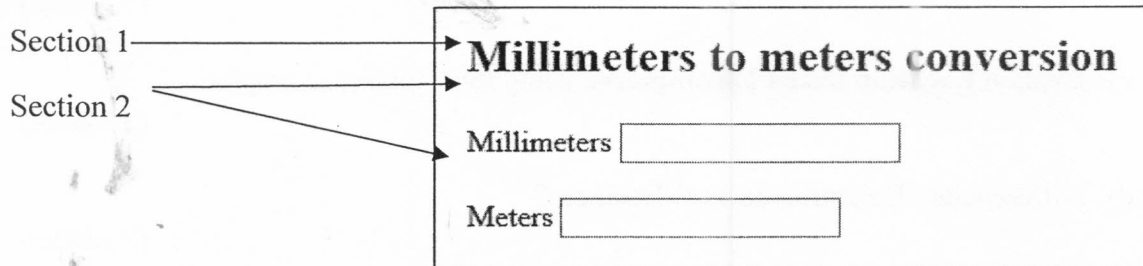 Section 1
Millimeters to meters conversion
Section 2
Millimeters
Meters